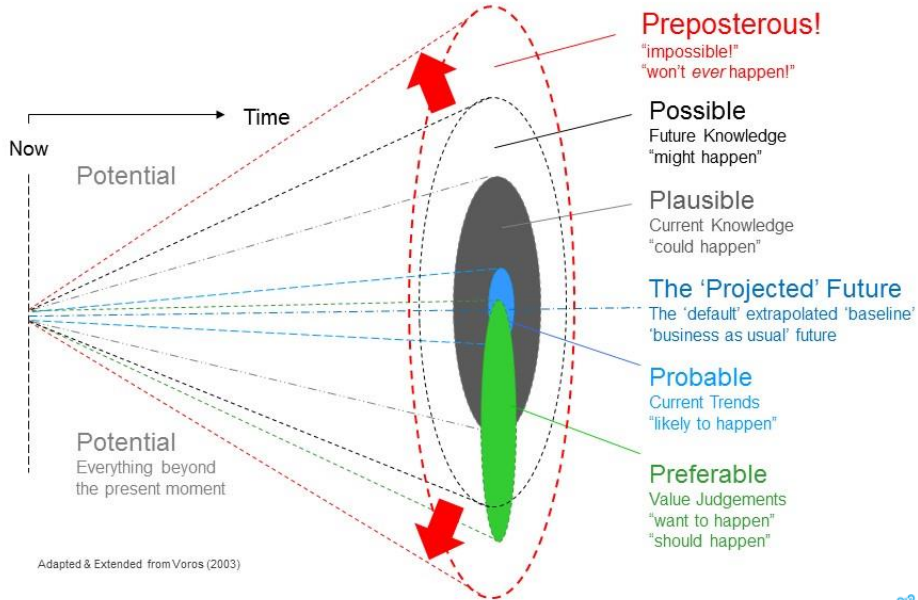 Preposterous!
“impossible!”
“won’t ever happen!”
Time
Now
Potential
Possible
Future Knowledge
“might happen”
Plausible
Current Knowledge
“could happen”
The ‘Projected’ Future
The ‘default’ extrapolated ‘baseline’
‘business as usual’ future
Probable
Current Trends
“likely to happen”
Potential
Everything beyond
the present moment
Preferable
Value Judgements
“want to happen”
“should happen”
Adapted & Extended from Voros (2003)